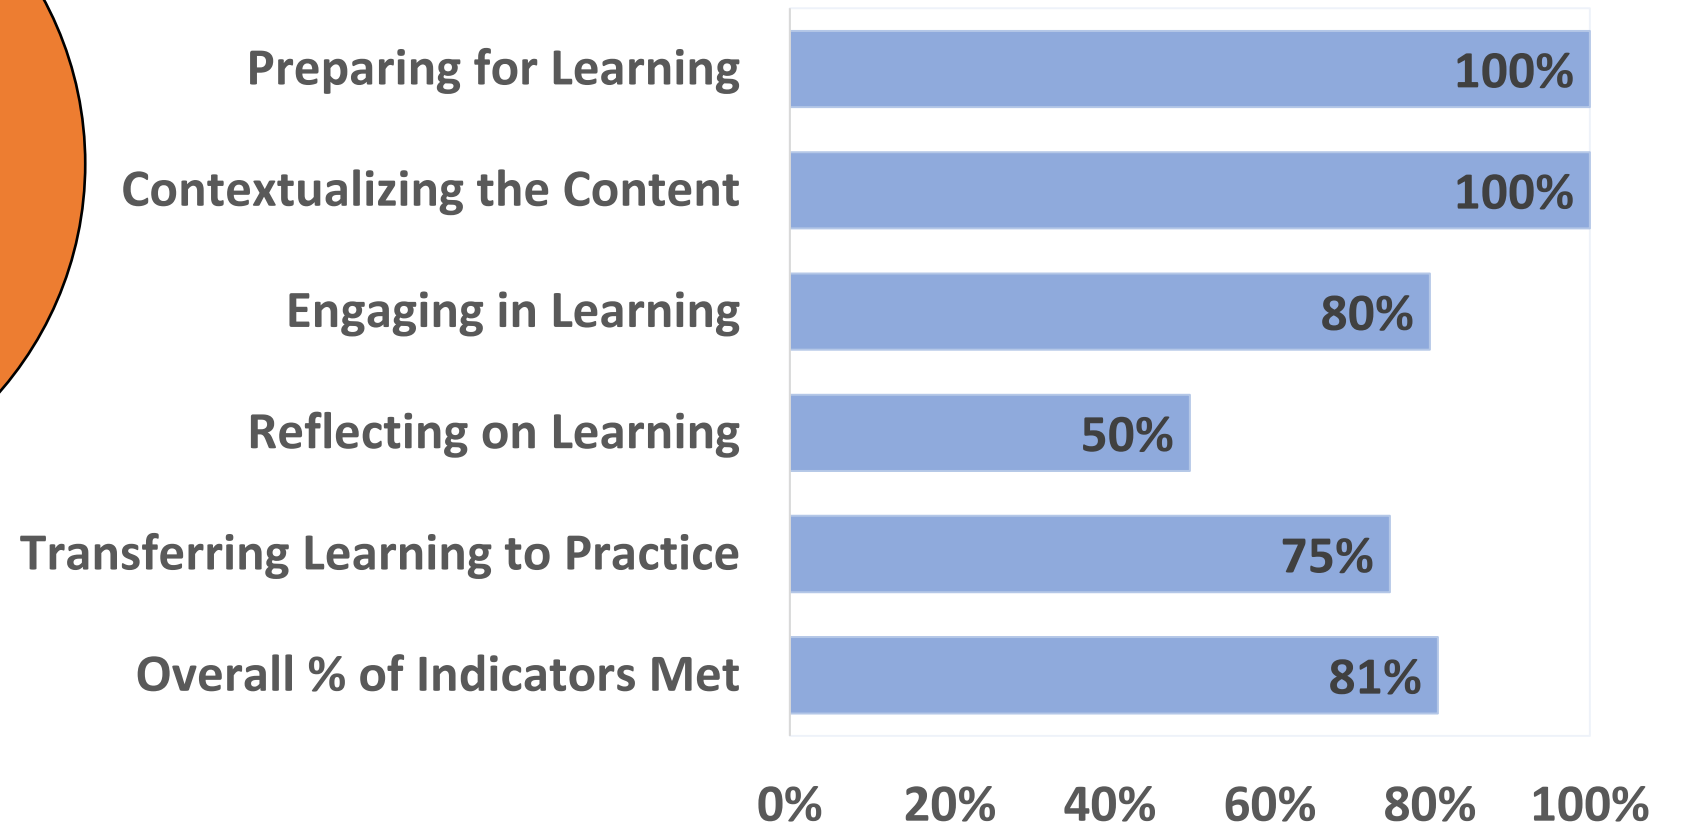 Preparing for Learning 100%
Contextualizing the Content 100%
Engaging in Learning 80%
Reflecting on Learning 50%
Transferring Learning to Practice 75%
Overall % of Indicators Met 81%
0% 20% 40% 60% 80% 100%